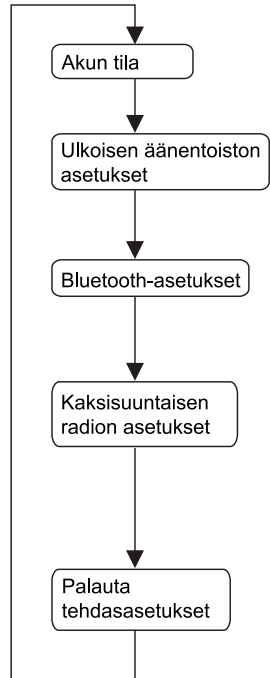 Akun tila
Ulkoisen äänentoiston
asetukset
Bluetooth-asetukset
Kaksisuuntaisen
radion asetukset
Palauta
tehdasasetukset